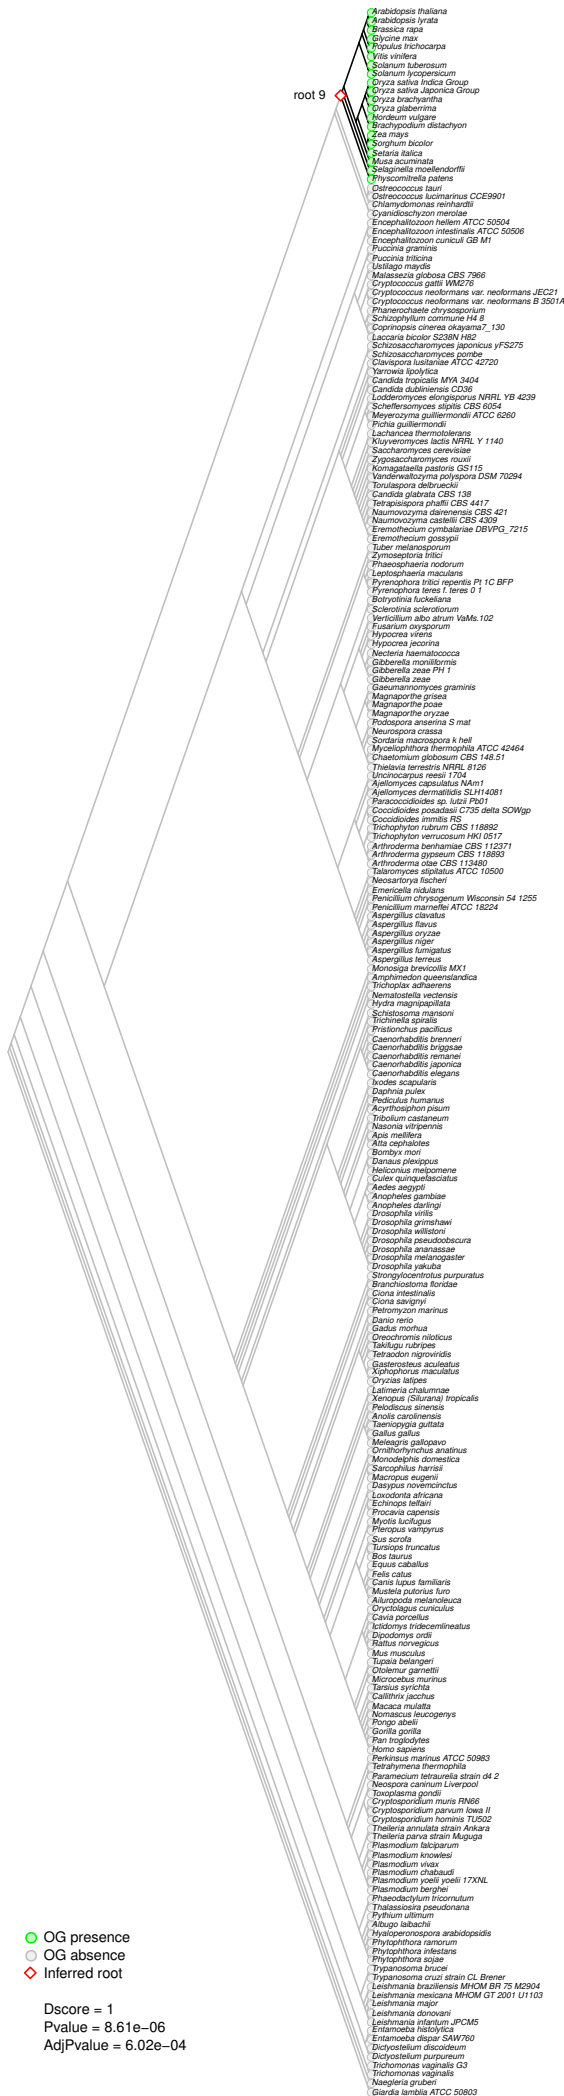 Arabidopsis thaliana
Arabidopsis lyrata
Brassica rapa
Glycine max
Populus trichocarpa
Vitis vinifera
Solanum tuberosum
Solanum lycopersicum
Oryza sativa Indica Group
Oryza sativa Japonica Group
root 9
Oryza brachyantha
Oryza glaberrima
Hordeum vulgare
Brachypodium distachyon
Zea mays
Sorghum bicolor
Setaria italica
Musa acuminata
Selaginella moellendorffii
Physcomitrella patens
Ostreococcus tauri
Ostreococcus lucimarinus CCE9901
Chlamydomonas reinhardtii
Cyanidioschyzon merolae
Encephalitozoon hellem ATCC 50504
Encephalitozoon intestinalis ATCC 50506
Encephalitozoon cuniculi GB M1
Puccinia graminis
Puccinia triticina
Ustilago maydis
Malassezia globosa CBS 7966
Cryptococcus gattii WM276
Cryptococcus neoformans var. neoformans JEC21
Cryptococcus neoformans var. neoformans B 3501A
Phanerochaete chrysosporium
Schizophyllum commune H4 8
Coprinopsis cinerea okayama7_130
Laccaria bicolor S238N H82
Schizosaccharomyces japonicus yFS275
Schizosaccharomyces pombe
Clavispora lusitaniae ATCC 42720
Yarrowia lipolytica
Candida tropicalis MYA 3404
Candida dubliniensis CD36
Lodderomyces elongisporus NRRL YB 4239
Scheffersomyces stipitis CBS 6054
Meyerozyma guilliermondii ATCC 6260
Pichia guilliermondii
Lachancea thermotolerans
Kluyveromyces lactis NRRL Y 1140
Saccharomyces cerevisiae
Zygosaccharomyces rouxii
Komagataella pastoris GS115
Vanderwaltozyma polyspora DSM 70294
Torulaspora delbrueckii
Candida glabrata CBS 138
Tetrapisispora phaffii CBS 4417
Naumovozyma dairenensis CBS 421
Naumovozyma castellii CBS 4309
Eremothecium cymbalariae DBVPG_7215
Eremothecium gossypii
Tuber melanosporum
Zymoseptoria tritici
Phaeosphaeria nodorum
Leptosphaeria maculans
Pyrenophora tritici repentis Pt 1C BFP
Pyrenophora teres f. teres 0 1
Botryotinia fuckeliana
Sclerotinia sclerotiorum
Verticillium albo atrum VaMs.102
Fusarium oxysporum
Hypocrea virens
Hypocrea jecorina
Necteria haematococca
Gibberella moniliformis
Gibberella zeae PH 1
Gibberella zeae
Gaeumannomyces graminis
Magnaporthe grisea
Magnaporthe poae
Magnaporthe oryzae
Podospora anserina S mat
Neurospora crassa
Sordaria macrospora k hell
Myceliophthora thermophila ATCC 42464
Chaetomium globosum CBS 148.51
Thielavia terrestris NRRL 8126
Uncinocarpus reesii 1704
Ajellomyces capsulatus NAm1
Ajellomyces dermatitidis SLH14081
Paracoccidioides sp. lutzii Pb01
Coccidioides posadasii C735 delta SOWgp
Coccidioides immitis RS
Trichophyton rubrum CBS 118892
Trichophyton verrucosum HKI 0517
Arthroderma benhamiae CBS 112371
Arthroderma gypseum CBS 118893
Arthroderma otae CBS 113480
Talaromyces stipitatus ATCC 10500
Neosartorya fischeri
Emericella nidulans
Penicillium chrysogenum Wisconsin 54 1255
Penicillium marneffei ATCC 18224
Aspergillus clavatus
Aspergillus flavus
Aspergillus oryzae
Aspergillus niger
Aspergillus fumigatus
Aspergillus terreus
Monosiga brevicollis MX1
Amphimedon queenslandica
Trichoplax adhaerens
Nematostella vectensis
Hydra magnipapillata
Schistosoma mansoni
Trichinella spiralis
Pristionchus pacificus
Caenorhabditis brenneri
Caenorhabditis briggsae
Caenorhabditis remanei
Caenorhabditis japonica
Caenorhabditis elegans
Ixodes scapularis
Daphnia pulex
Pediculus humanus
Acyrthosiphon pisum
Tribolium castaneum
Nasonia vitripennis
Apis mellifera
Atta cephalotes
Bombyx mori
Danaus plexippus
Heliconius melpomene
Culex quinquefasciatus
Aedes aegypti
Anopheles gambiae
Anopheles darlingi
Drosophila virilis
Drosophila grimshawi
Drosophila willistoni
Drosophila pseudoobscura
Drosophila ananassae
Drosophila melanogaster
Drosophila yakuba
Strongylocentrotus purpuratus
Branchiostoma floridae
Ciona intestinalis
Ciona savignyi
Petromyzon marinus
Danio rerio
Gadus morhua
Oreochromis niloticus
Takifugu rubripes
Tetraodon nigroviridis
Gasterosteus aculeatus
Xiphophorus maculatus
Oryzias latipes
Latimeria chalumnae
Xenopus (Silurana) tropicalis
Pelodiscus sinensis
Anolis carolinensis
Taeniopygia guttata
Gallus gallus
Meleagris gallopavo
Ornithorhynchus anatinus
Monodelphis domestica
Sarcophilus harrisii
Macropus eugenii
Dasypus novemcinctus
Loxodonta africana
Echinops telfairi
Procavia capensis
Myotis lucifugus
Pteropus vampyrus
Sus scrofa
Tursiops truncatus
Bos taurus
Equus caballus
Felis catus
Canis lupus familiaris
Mustela putorius furo
Ailuropoda melanoleuca
Oryctolagus cuniculus
Cavia porcellus
Ictidomys tridecemlineatus
Dipodomys ordii
Rattus norvegicus
Mus musculus
Tupaia belangeri
Otolemur garnettii
Microcebus murinus
Tarsius syrichta
Callithrix jacchus
Macaca mulatta
Nomascus leucogenys
Pongo abelii
Gorilla gorilla
Pan troglodytes
Homo sapiens
Perkinsus marinus ATCC 50983
Tetrahymena thermophila
Paramecium tetraurelia strain d4 2
Neospora caninum Liverpool
Toxoplasma gondii
Cryptosporidium muris RN66
Cryptosporidium parvum Iowa II
Cryptosporidium hominis TU502
Theileria annulata strain Ankara
Theileria parva strain Muguga
Plasmodium falciparum
Plasmodium knowlesi
Plasmodium vivax
Plasmodium chabaudi
Plasmodium yoelii yoelii 17XNL
Plasmodium berghei
Phaeodactylum tricornutum
Thalassiosira pseudonana
Pythium ultimum
Albugo laibachii
Hyaloperonospora arabidopsidis
Phytophthora ramorum
Phytophthora infestans
Phytophthora sojae
Trypanosoma brucei
Trypanosoma cruzi strain CL Brener
Leishmania braziliensis MHOM BR 75 M2904
Leishmania mexicana MHOM GT 2001 U1103
Leishmania major
Leishmania donovani
Leishmania infantum JPCM5
Entamoeba histolytica
Entamoeba dispar SAW760
Dictyostelium discoideum
Dictyostelium purpureum
Trichomonas vaginalis G3
Trichomonas vaginalis
Naegleria gruberi
Giardia lamblia ATCC 50803
OG presence
OG absence
Inferred root
Dscore = 1
Pvalue = 8.61e−06
AdjPvalue = 6.02e−04